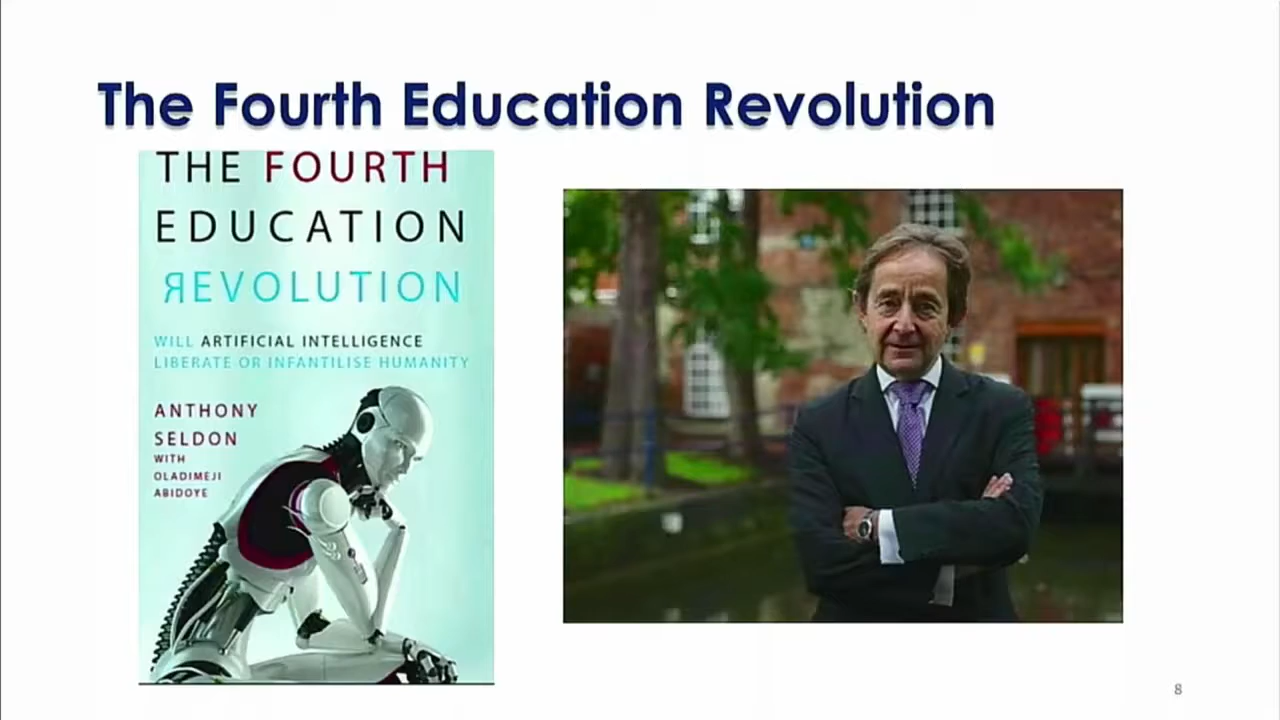 The Fourth Education Revolution
THE FOURTH
EDUCATION
ЯEVOLUTION
WILL ARTIFICIAL INTELLIGENCE
LIBERATE OR INFANTILISE HUMANITY
ANTHONY
SELDON
WITH
OLADIMEJI
ABIDOYE
8